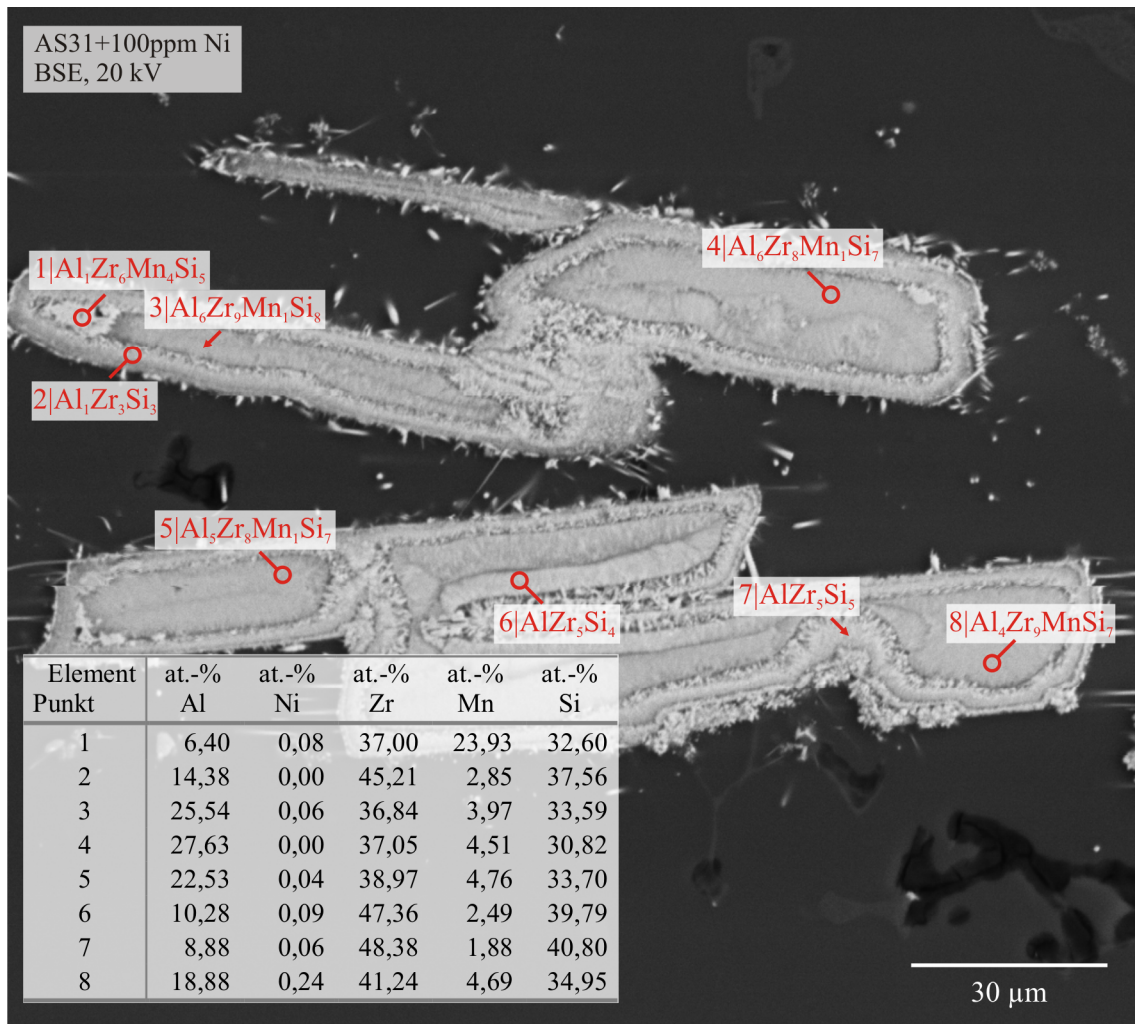 AS31+100ppm Ni
BSE, 20 kV
4|Al₆Zr₈Mn₁Si₇
1|Al₁Zr₆Mn₄Si₅
3|Al₆Zr₉Mn₁Si₈
2|Al₁Zr₃Si₃
5|Al₅Zr₈Mn₁Si₇
6|AlZr₅Si₄
7|AlZr₅Si₅
8|Al₄Zr₉MnSi₇
Element at.-% at.-% at.-% at.-% at.-%
Punkt Al Ni Zr Mn Si
1 6,40 0,08 37,00 23,93 32,60
2 14,38 0,00 45,21 2,85 37,56
3 25,54 0,06 36,84 3,97 33,59
4 27,63 0,00 37,05 4,51 30,82
5 22,53 0,04 38,97 4,76 33,70
6 10,28 0,09 47,36 2,49 39,79
7 8,88 0,06 48,38 1,88 40,80
8 18,88 0,24 41,24 4,69 34,95
30 µm